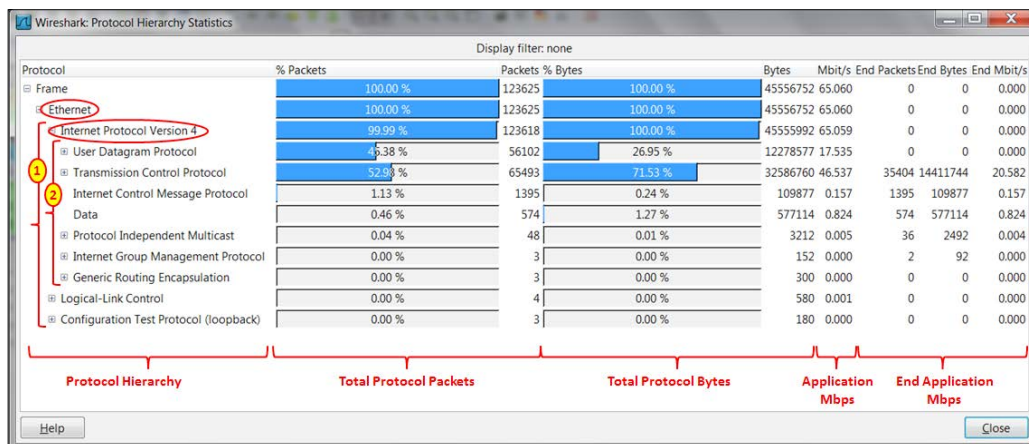 Wireshark: Protocol Hierarchy Statistics
Display filter: none
Protocol % Packets Packets % Bytes Bytes Mbit/s End Packets End Bytes End Mbit/s
Frame 100.00 % 123625 100.00 % 45556752 65.060 0 0 0.000
Ethernet 100.00 % 123625 100.00 % 45556752 65.060 0 0 0.000
Internet Protocol Version 4 99.99 % 123618 100.00 % 45555992 65.059 0 0 0.000
User Datagram Protocol 45.38 % 56102 26.95 % 12278577 17.535 0 0 0.000
1 Transmission Control Protocol 52.98 % 65493 71.53 % 32586760 46.537 35404 14411744 20.582
2 Internet Control Message Protocol 1.13 % 1395 0.24 % 109877 0.157 1395 109877 0.157
Data 0.46 % 574 1.27 % 577114 0.824 574 577114 0.824
Protocol Independent Multicast 0.04 % 48 0.01 % 3212 0.005 36 2492 0.004
Internet Group Management Protocol 0.00 % 3 0.00 % 152 0.000 2 92 0.000
Generic Routing Encapsulation 0.00 % 3 0.00 % 300 0.000 0 0 0.000
Logical-Link Control 0.00 % 4 0.00 % 580 0.001 0 0 0.000
Configuration Test Protocol (loopback) 0.00 % 3 0.00 % 180 0.000 0 0 0.000
Protocol Hierarchy Total Protocol Packets Total Protocol Bytes Application End Application
Mbps Mbps
Help Close